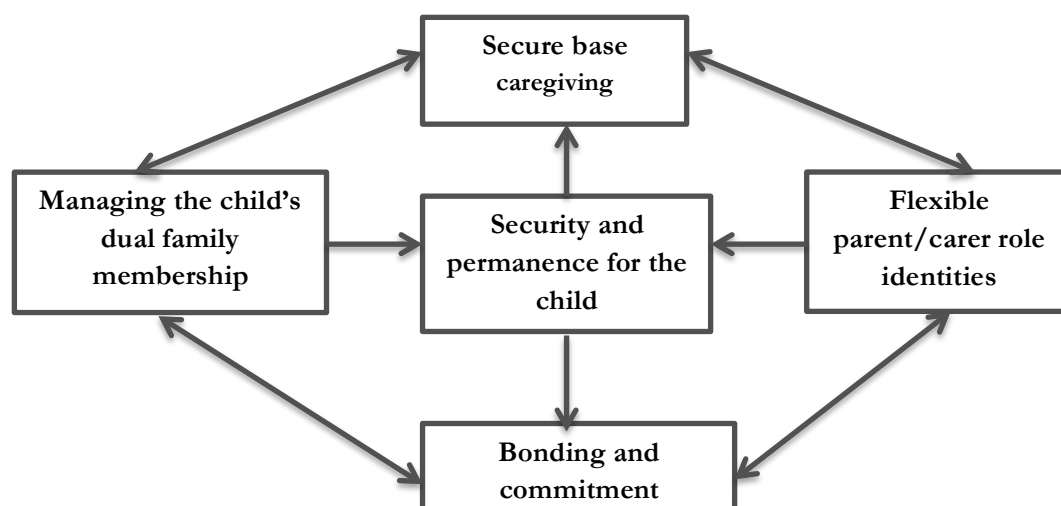 Secure base
caregiving
Managing the child’s
dual family
membership
Security and
permanence for the
child
Flexible
parent/carer role
identities
Bonding and
commitment